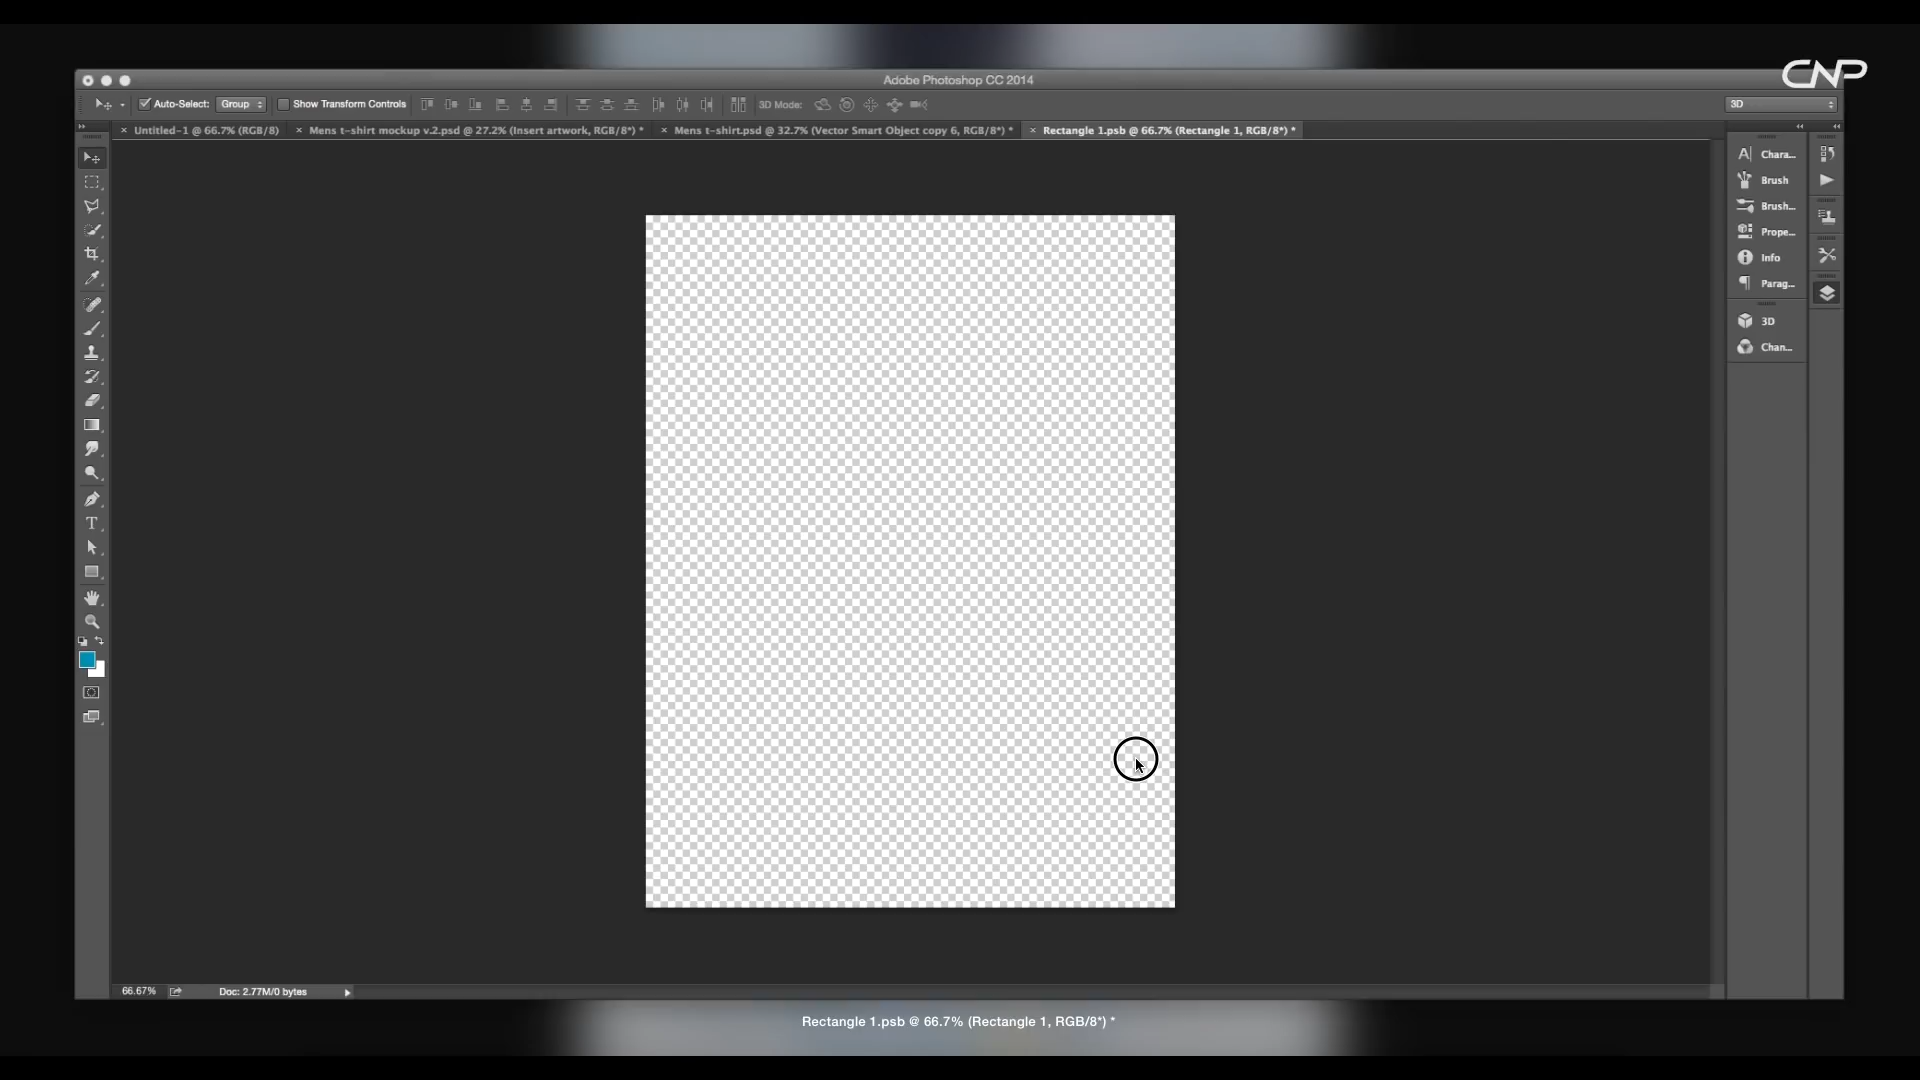 Adobe Photoshop CC 2014
CNP
Auto-Select:
Group
Show Transform Controls
3D Mode:
3D
Untitled-1 @ 66.7% (RGB/8)
Mens t-shirt mockup v.2.psd @ 27.2% (Insert artwork, RGB/8*) *
Mens t-shirt.psd @ 32.7% (Vector Smart Object copy 6, RGB/8*) *
Rectangle 1.psb @ 66.7% (Rectangle 1, RGB/8*) *
Chara...
Brush
Brush...
Prope...
Info
Parag...
3D
Chan...
66.67%
Doc: 2.77M/0 bytes
Rectangle 1.psb @ 66.7% (Rectangle 1, RGB/8*) *